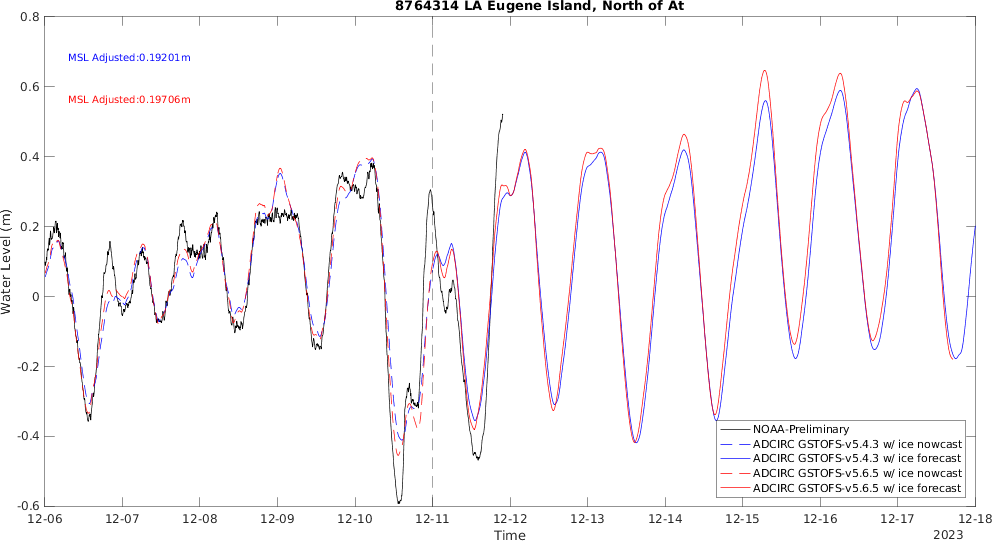 8764314 LA Eugene Island, North of At
MSL Adjusted:0.19201m
MSL Adjusted:0.19706m
0.8
0.6
0.4
0.2
0
-0.2
-0.4
-0.6
Water Level (m)
NOAA-Preliminary
ADCIRC GSTOFS-v5.4.3 w/ ice nowcast
ADCIRC GSTOFS-v5.4.3 w/ ice forecast
ADCIRC GSTOFS-v5.6.5 w/ ice nowcast
ADCIRC GSTOFS-v5.6.5 w/ ice forecast
12-06 12-07 12-08 12-09 12-10 12-11 12-12 12-13 12-14 12-15 12-16 12-17 12-18
Time
2023